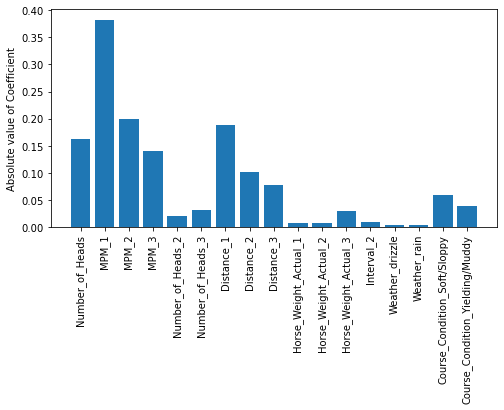 0.40
0.35
0.30
0.25
0.20
0.15
0.10
0.05
0.00
Absolute value of Coefficient
Number_of_Heads
MPM_1
MPM_2
MPM_3
Number_of_Heads_2
Number_of_Heads_3
Distance_1
Distance_2
Distance_3
Horse_Weight_Actual_1
Horse_Weight_Actual_2
Horse_Weight_Actual_3
Interval_2
Weather_drizzle
Weather_rain
Course_Condition_Soft/Sloppy
Course_Condition_Yielding/Muddy